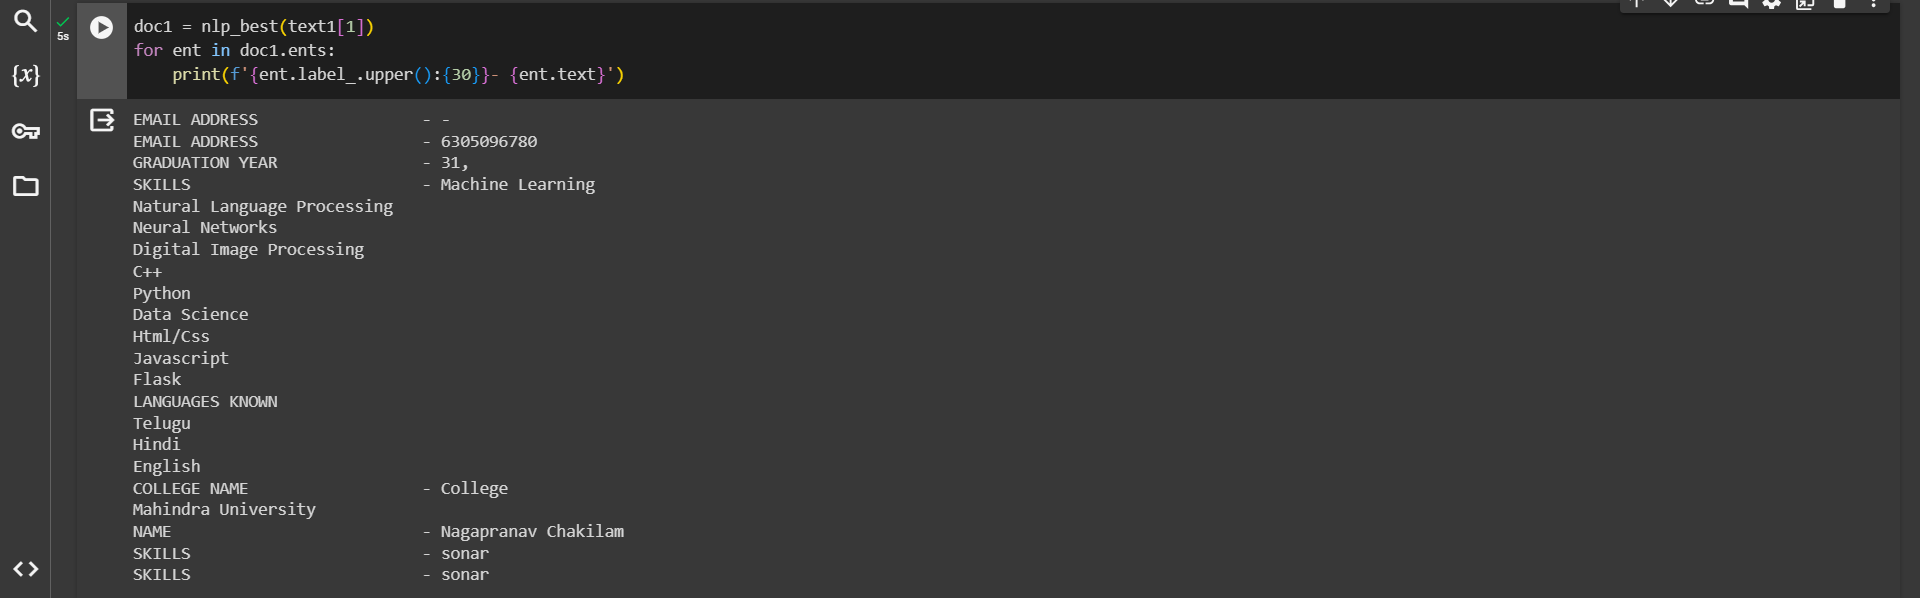 doc1 = nlp_best(text1[1])
for ent in doc1.ents:
    print(f'{ent.label_.upper():{30}}- {ent.text}')
5s
{x}
EMAIL ADDRESS                 - -
EMAIL ADDRESS                 - 6305096780
GRADUATION YEAR               - 31,
SKILLS                        - Machine Learning
Natural Language Processing
Neural Networks
Digital Image Processing
C++
Python
Data Science
Html/Css
Javascript
Flask
LANGUAGES KNOWN
Telugu
Hindi
English
COLLEGE NAME                  - College
Mahindra University
NAME                          - Nagapranav Chakilam
SKILLS                        - sonar
SKILLS                        - sonar